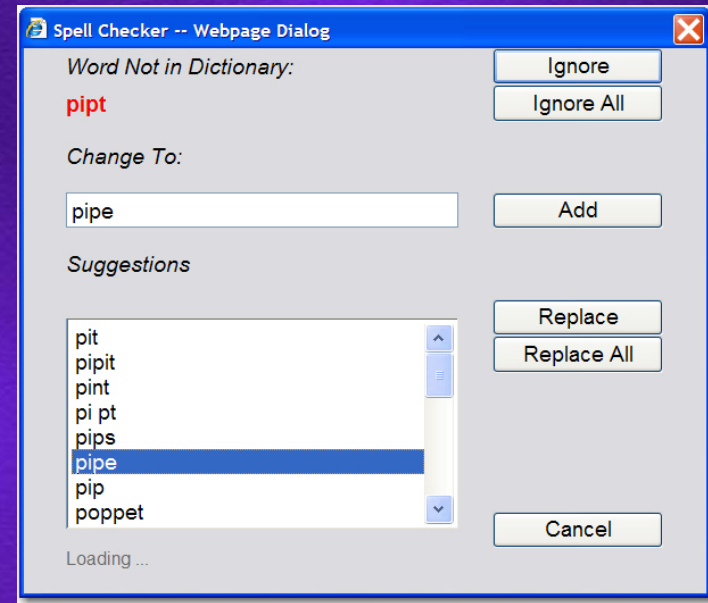 Spell Checker -- Webpage Dialog
Word Not in Dictionary:
pipt
Ignore
Ignore All
Change To:
pipe
Add
Suggestions
pit
pipit
pint
pi pt
pips
pipe
pip
poppet
Replace
Replace All
Cancel
Loading ...